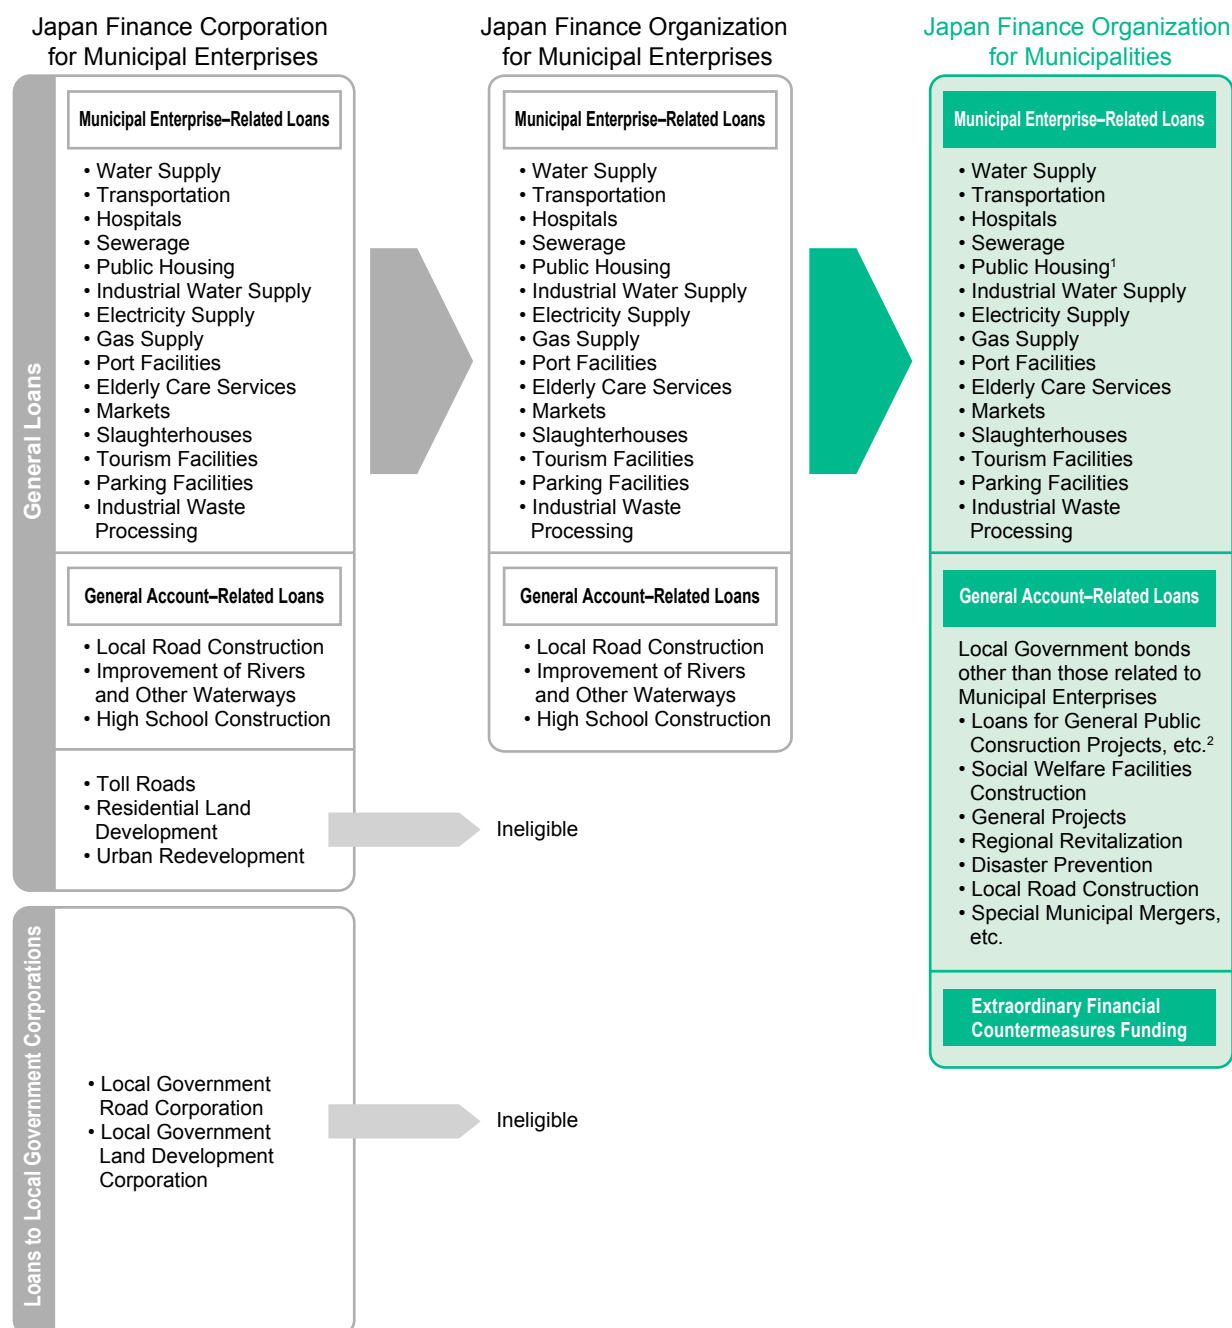 Japan Finance Corporation
for Municipal Enterprises
General Loans
Municipal Enterprise–Related Loans
• Water Supply
• Transportation
• Hospitals
• Sewerage
• Public Housing
• Industrial Water Supply
• Electricity Supply
• Gas Supply
• Port Facilities
• Elderly Care Services
• Markets
• Slaughterhouses
• Tourism Facilities
• Parking Facilities
• Industrial Waste
Processing
General Account–Related Loans
• Local Road Construction
• Improvement of Rivers
and Other Waterways
• High School Construction
• Toll Roads
• Residential Land
Development
• Urban Redevelopment
Ineligible
Loans to Local Government Corporations
• Local Government
Road Corporation
• Local Government
Land Development
Corporation
Ineligible
Japan Finance Organization
for Municipal Enterprises
Municipal Enterprise–Related Loans
• Water Supply
• Transportation
• Hospitals
• Sewerage
• Public Housing
• Industrial Water Supply
• Electricity Supply
• Gas Supply
• Port Facilities
• Elderly Care Services
• Markets
• Slaughterhouses
• Tourism Facilities
• Parking Facilities
• Industrial Waste
Processing
General Account–Related Loans
• Local Road Construction
• Improvement of Rivers
and Other Waterways
• High School Construction
Japan Finance Organization
for Municipalities
Municipal Enterprise–Related Loans
• Water Supply
• Transportation
• Hospitals
• Sewerage
• Public Housing¹
• Industrial Water Supply
• Electricity Supply
• Gas Supply
• Port Facilities
• Elderly Care Services
• Markets
• Slaughterhouses
• Tourism Facilities
• Parking Facilities
• Industrial Waste
Processing
General Account–Related Loans
Local Government bonds
other than those related to
Municipal Enterprises
• Loans for General Public
Consruction Projects, etc.²
• Social Welfare Facilities
Construction
• General Projects
• Regional Revitalization
• Disaster Prevention
• Local Road Construction
• Special Municipal Mergers,
etc.
Extraordinary Financial
Countermeasures Funding